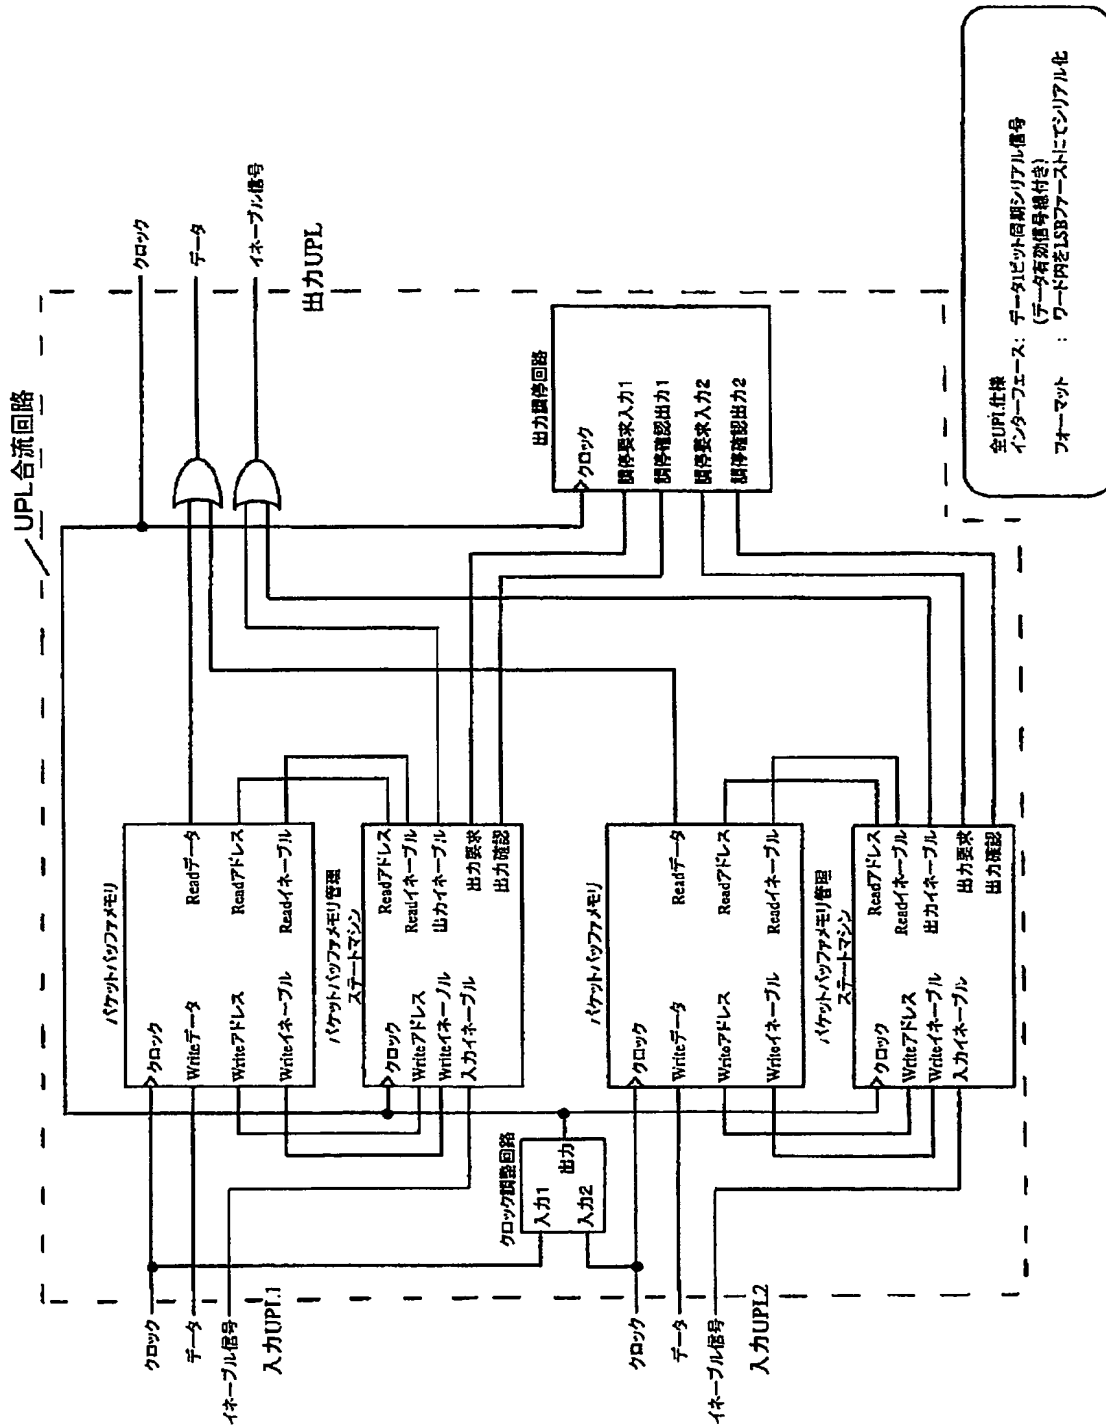 UPL合流回路
クロック
データ
イネーブル信号
入力UPL1
クロック
データ
イネーブル信号
入力UPL2
パケットバッファメモリ
クロック
Writeデータ
Writeアドレス
Writeイネーブル
Readデータ
Readアドレス
Readイネーブル
パケットバッファメモリ管理
ステートマシン
クロック
Writeアドレス
Writeイネーブル
入力イネーブル
Readアドレス
Readイネーブル
出力イネーブル
出力要求
出力確認
クロック調整回路
入力1
入力2
出力
パケットバッファメモリ
クロック
Writeデータ
Writeアドレス
Writeイネーブル
Readデータ
Readアドレス
Readイネーブル
パケットバッファメモリ管理
ステートマシン
クロック
Writeアドレス
Writeイネーブル
入力イネーブル
Readアドレス
Readイネーブル
出力イネーブル
出力要求
出力確認
出力調停回路
クロック
調停要求入力1
調停確認出力1
調停要求入力2
調停確認出力2
クロック
データ
イネーブル信号
出力UPL
全UPL仕様
インターフェース: データ1ビット同期シリアル信号
(データ有効信号線付き)
フォーマット : ワード内をLSBファーストにてシリアル化